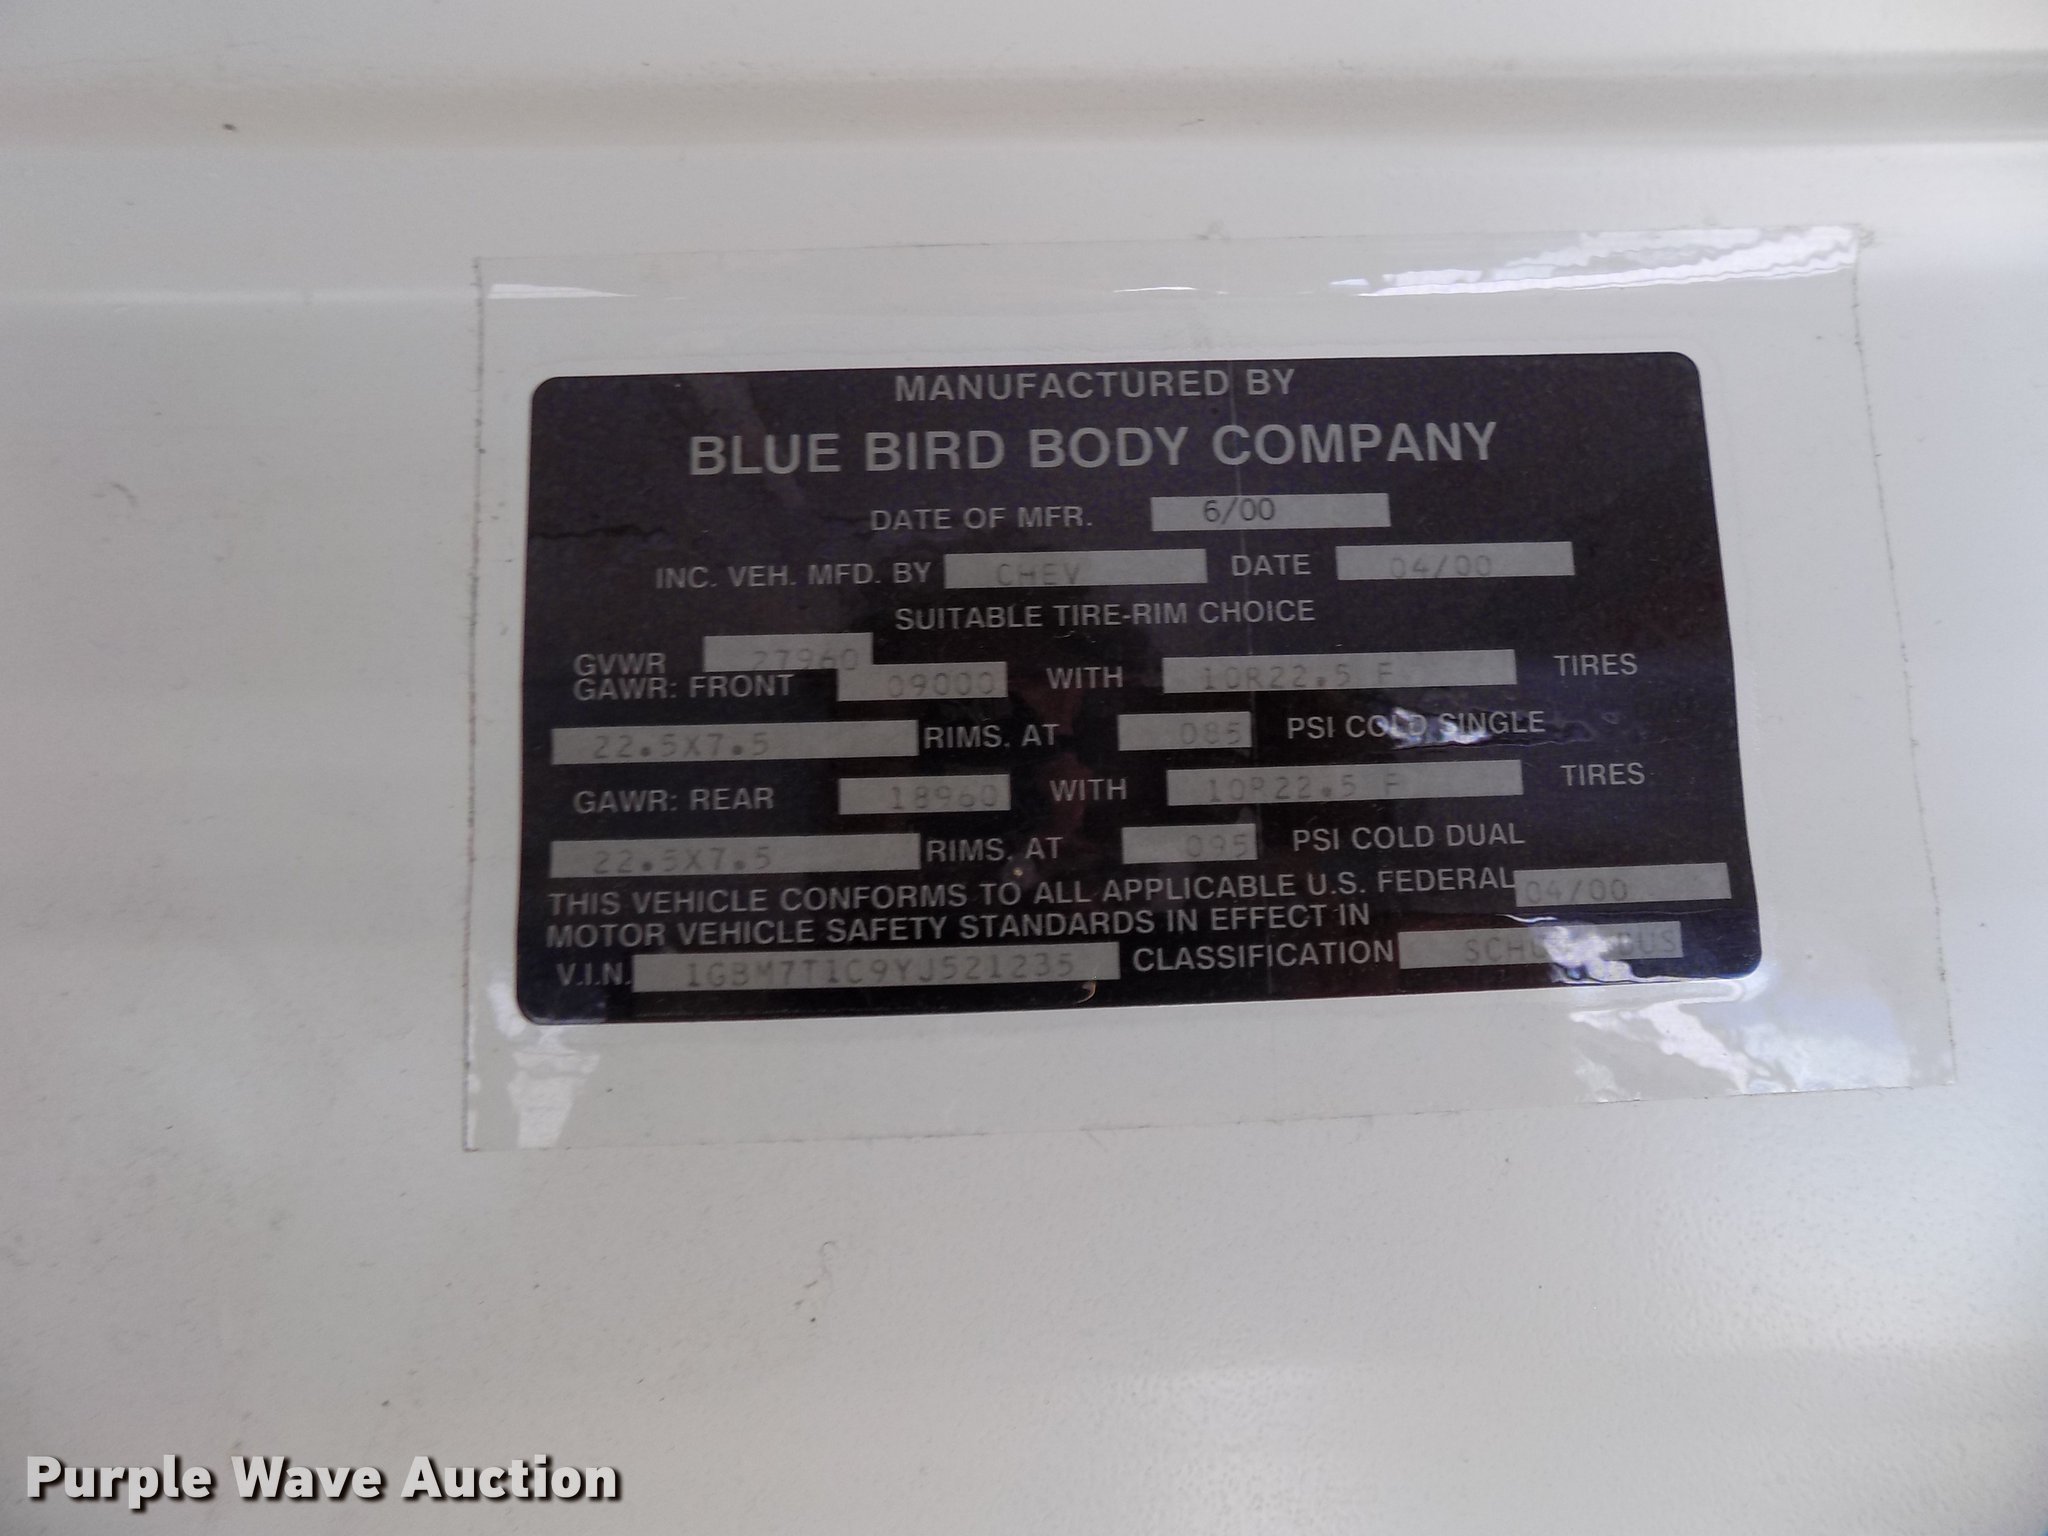 MANUFACTURED BY
BLUE BIRD BODY COMPANY
DATE OF MFR. 6/00
INC. VEH. MFD. BY CHEV DATE 04/00
SUITABLE TIRE-RIM CHOICE
GVWR 27960
GAWR: FRONT 09000 WITH 10R22.5 F TIRES
22.5X7.5 RIMS. AT 085 PSI COLD SINGLE
GAWR: REAR 18960 WITH 10R22.5 F TIRES
22.5X7.5 RIMS. AT 095 PSI COLD DUAL
THIS VEHICLE CONFORMS TO ALL APPLICABLE U.S. FEDERAL 04/00
MOTOR VEHICLE SAFETY STANDARDS IN EFFECT IN
V.I.N. 1GBM7T1C9YJ521235 CLASSIFICATION
Purple Wave Auction